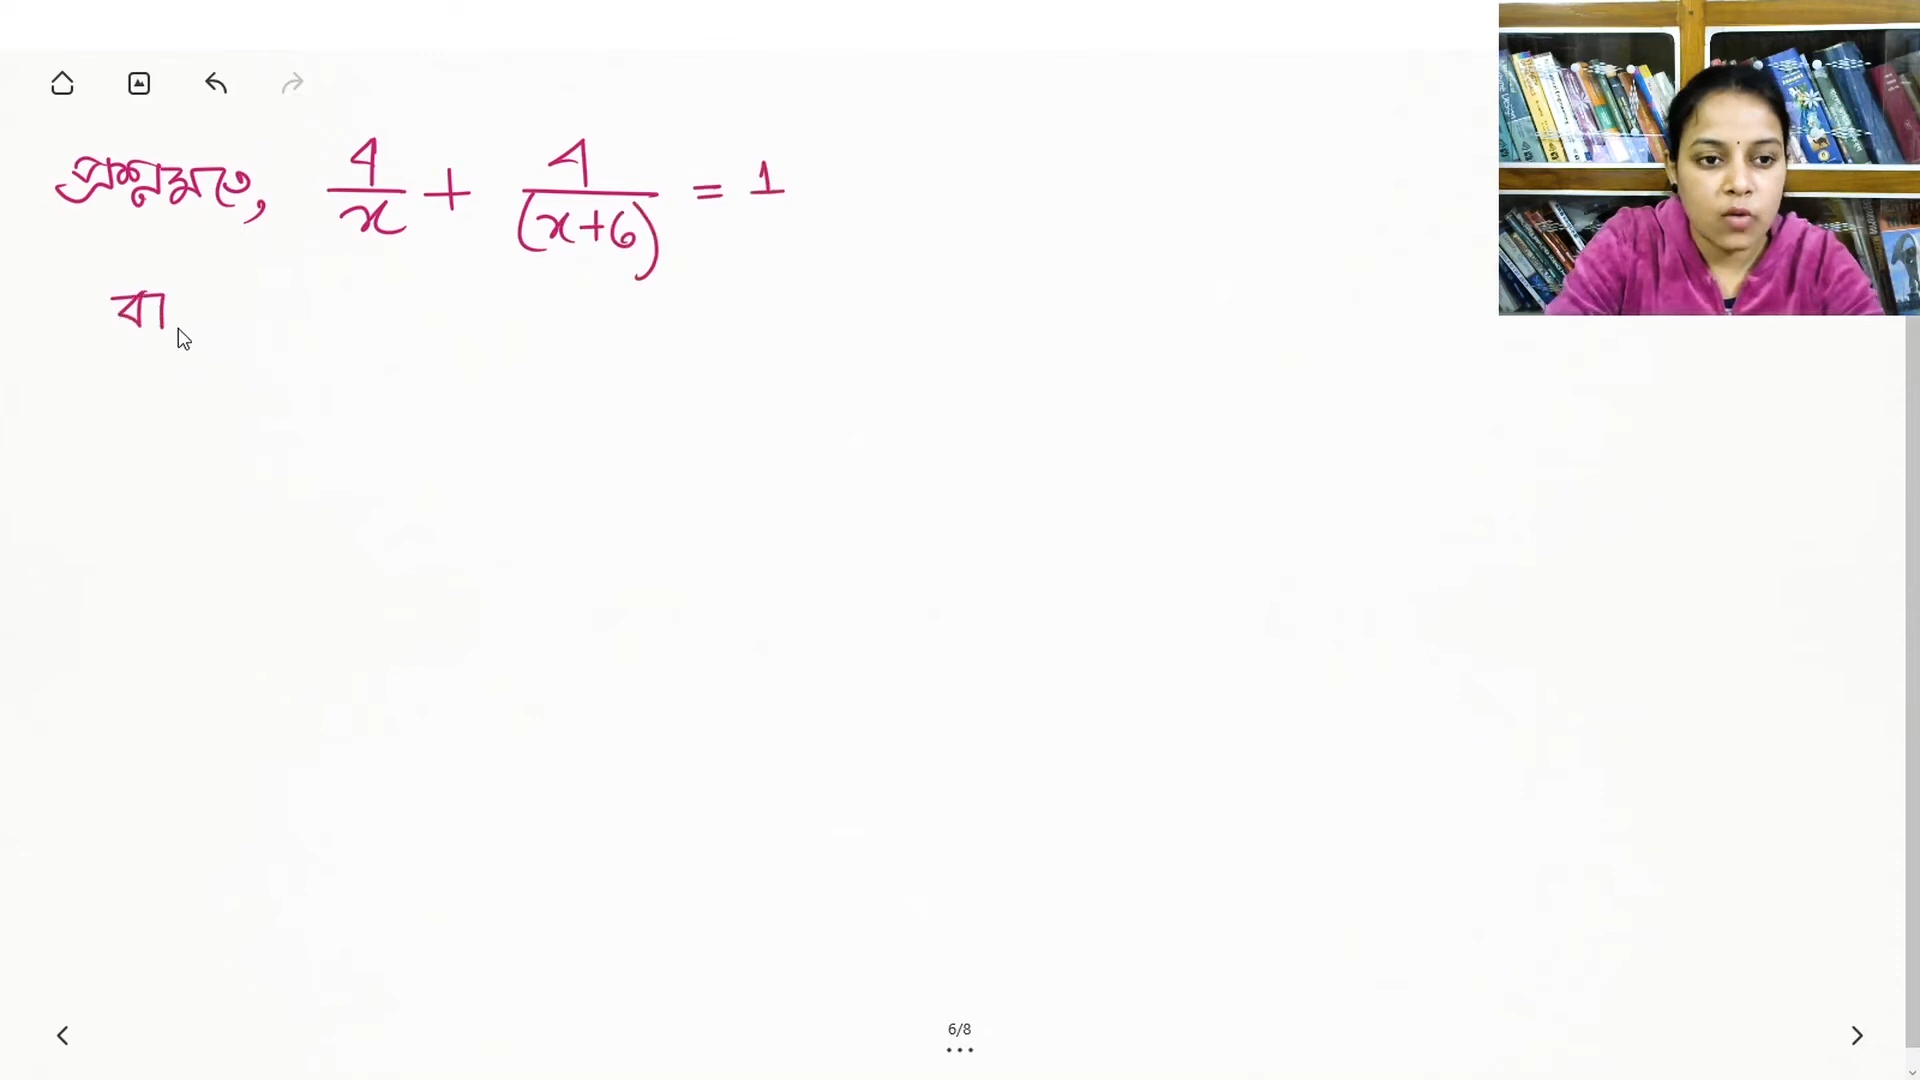 প্রশ্নমতে, 4/x + 4/(x+6) = 1
বা
6/8